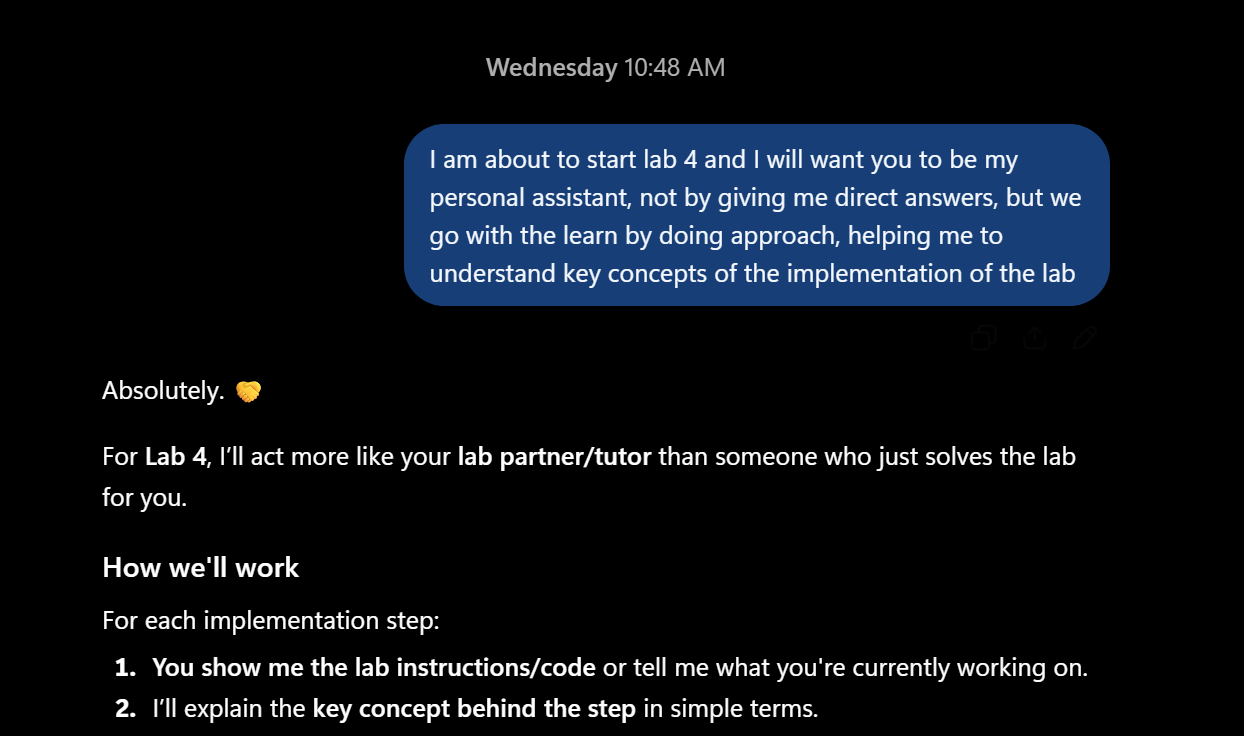 Wednesday 10:48 AM
I am about to start lab 4 and I will want you to be my
personal assistant, not by giving me direct answers, but we
go with the learn by doing approach, helping me to
understand key concepts of the implementation of the lab
Absolutely. 🤝
For Lab 4, I’ll act more like your lab partner/tutor than someone who just solves the lab
for you.
How we'll work
For each implementation step:
1. You show me the lab instructions/code or tell me what you're currently working on.
2. I’ll explain the key concept behind the step in simple terms.